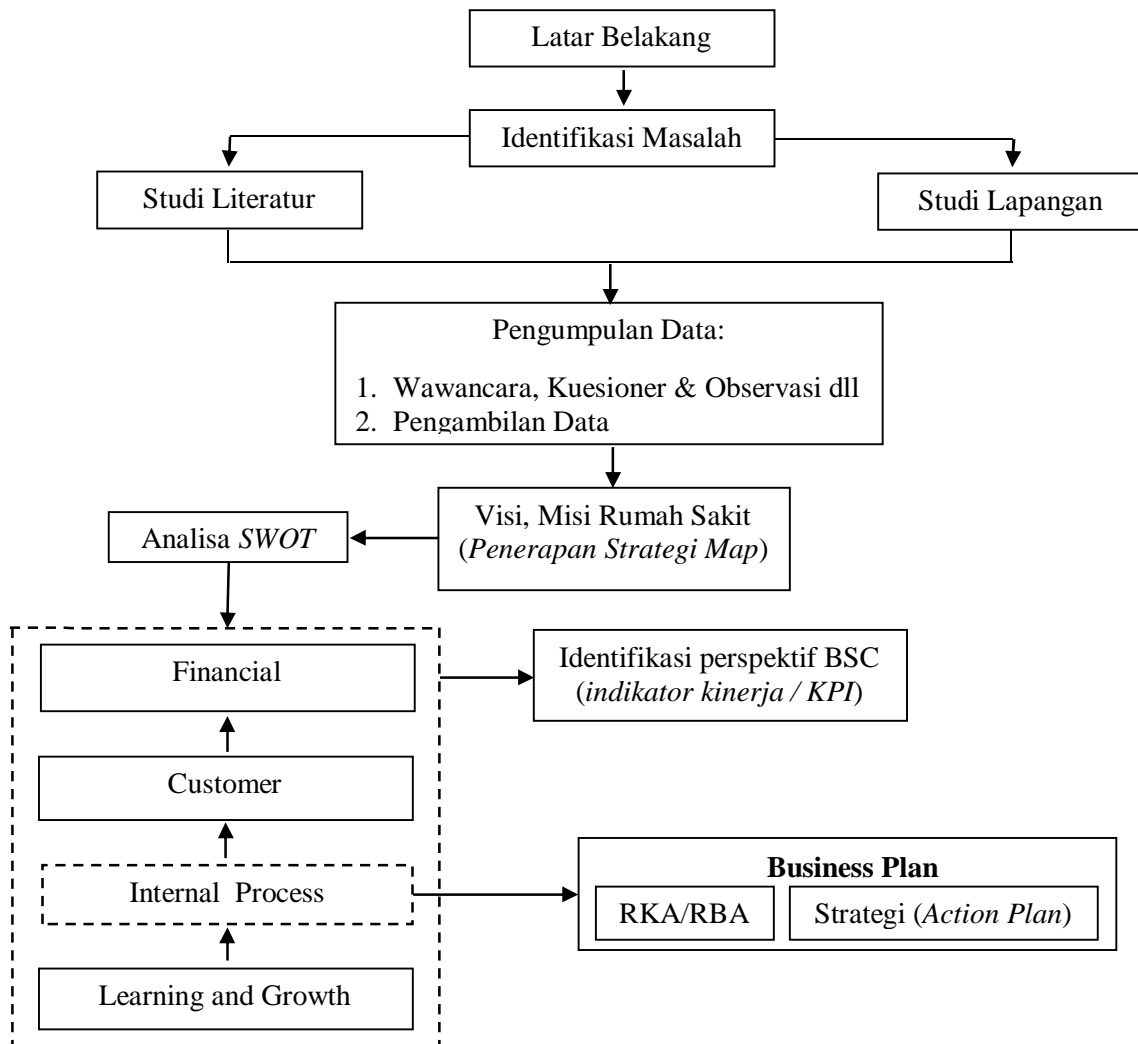 Latar Belakang
Identifikasi Masalah
Studi Literatur
Studi Lapangan
Pengumpulan Data:
1. Wawancara, Kuesioner & Observasi dll
2. Pengambilan Data
Visi, Misi Rumah Sakit
(Penerapan Strategi Map)
Analisa SWOT
Financial
Identifikasi perspektif BSC
(indikator kinerja / KPI)
Customer
Internal Process
Business Plan
RKA/RBA
Strategi (Action Plan)
Learning and Growth